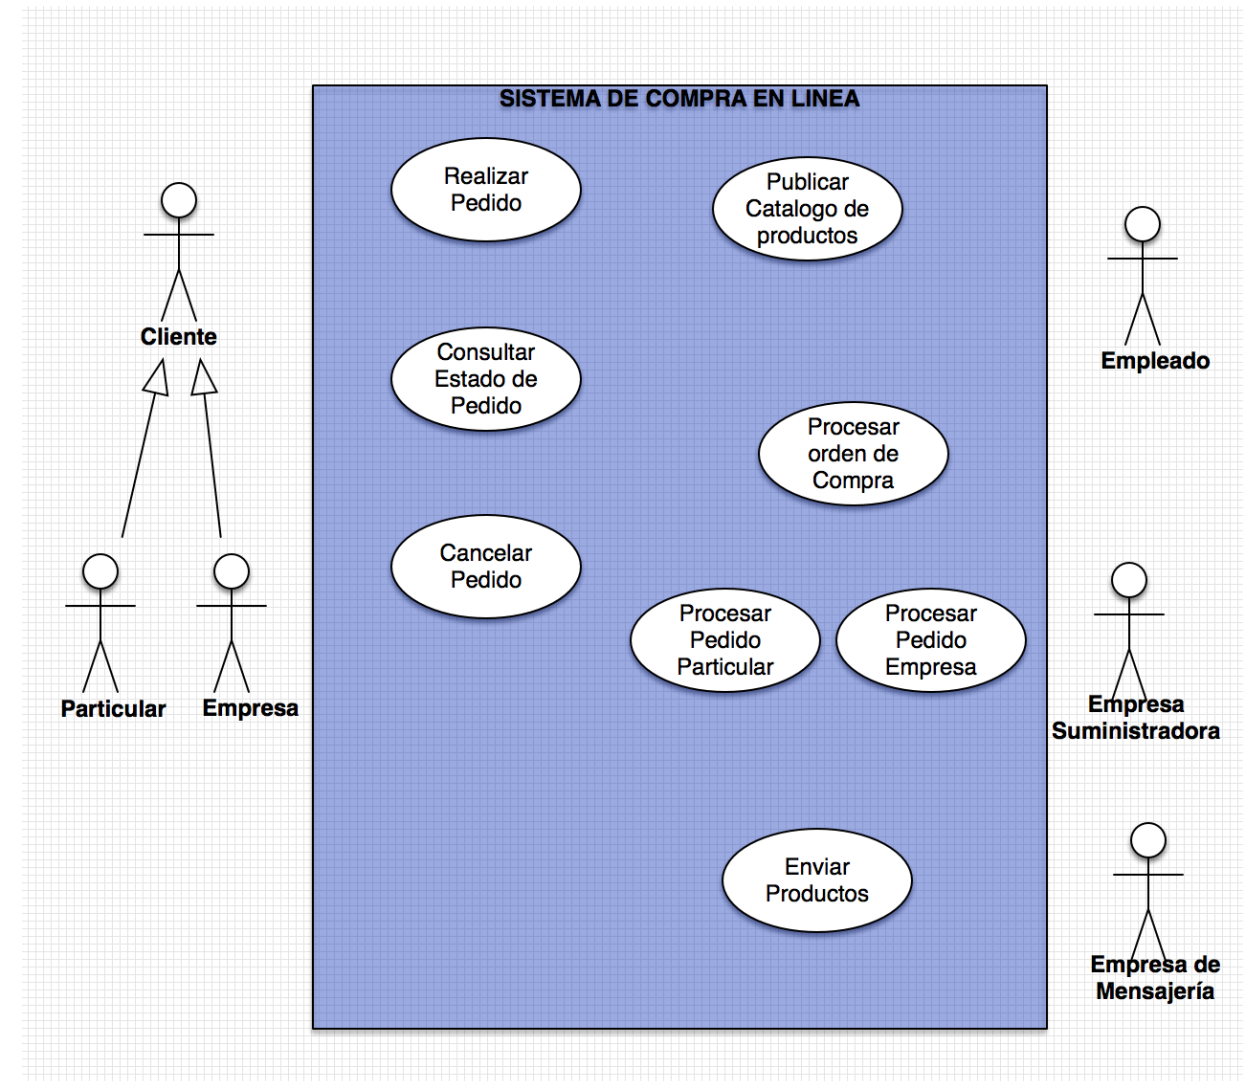 SISTEMA DE COMPRA EN LINEA
Realizar
Pedido
Publicar
Catalogo de
productos
Cliente
Empleado
Consultar
Estado de
Pedido
Procesar
orden de
Compra
Cancelar
Pedido
Procesar
Pedido
Particular
Procesar
Pedido
Empresa
Particular
Empresa
Empresa
Suministradora
Enviar
Productos
Empresa de
Mensajería